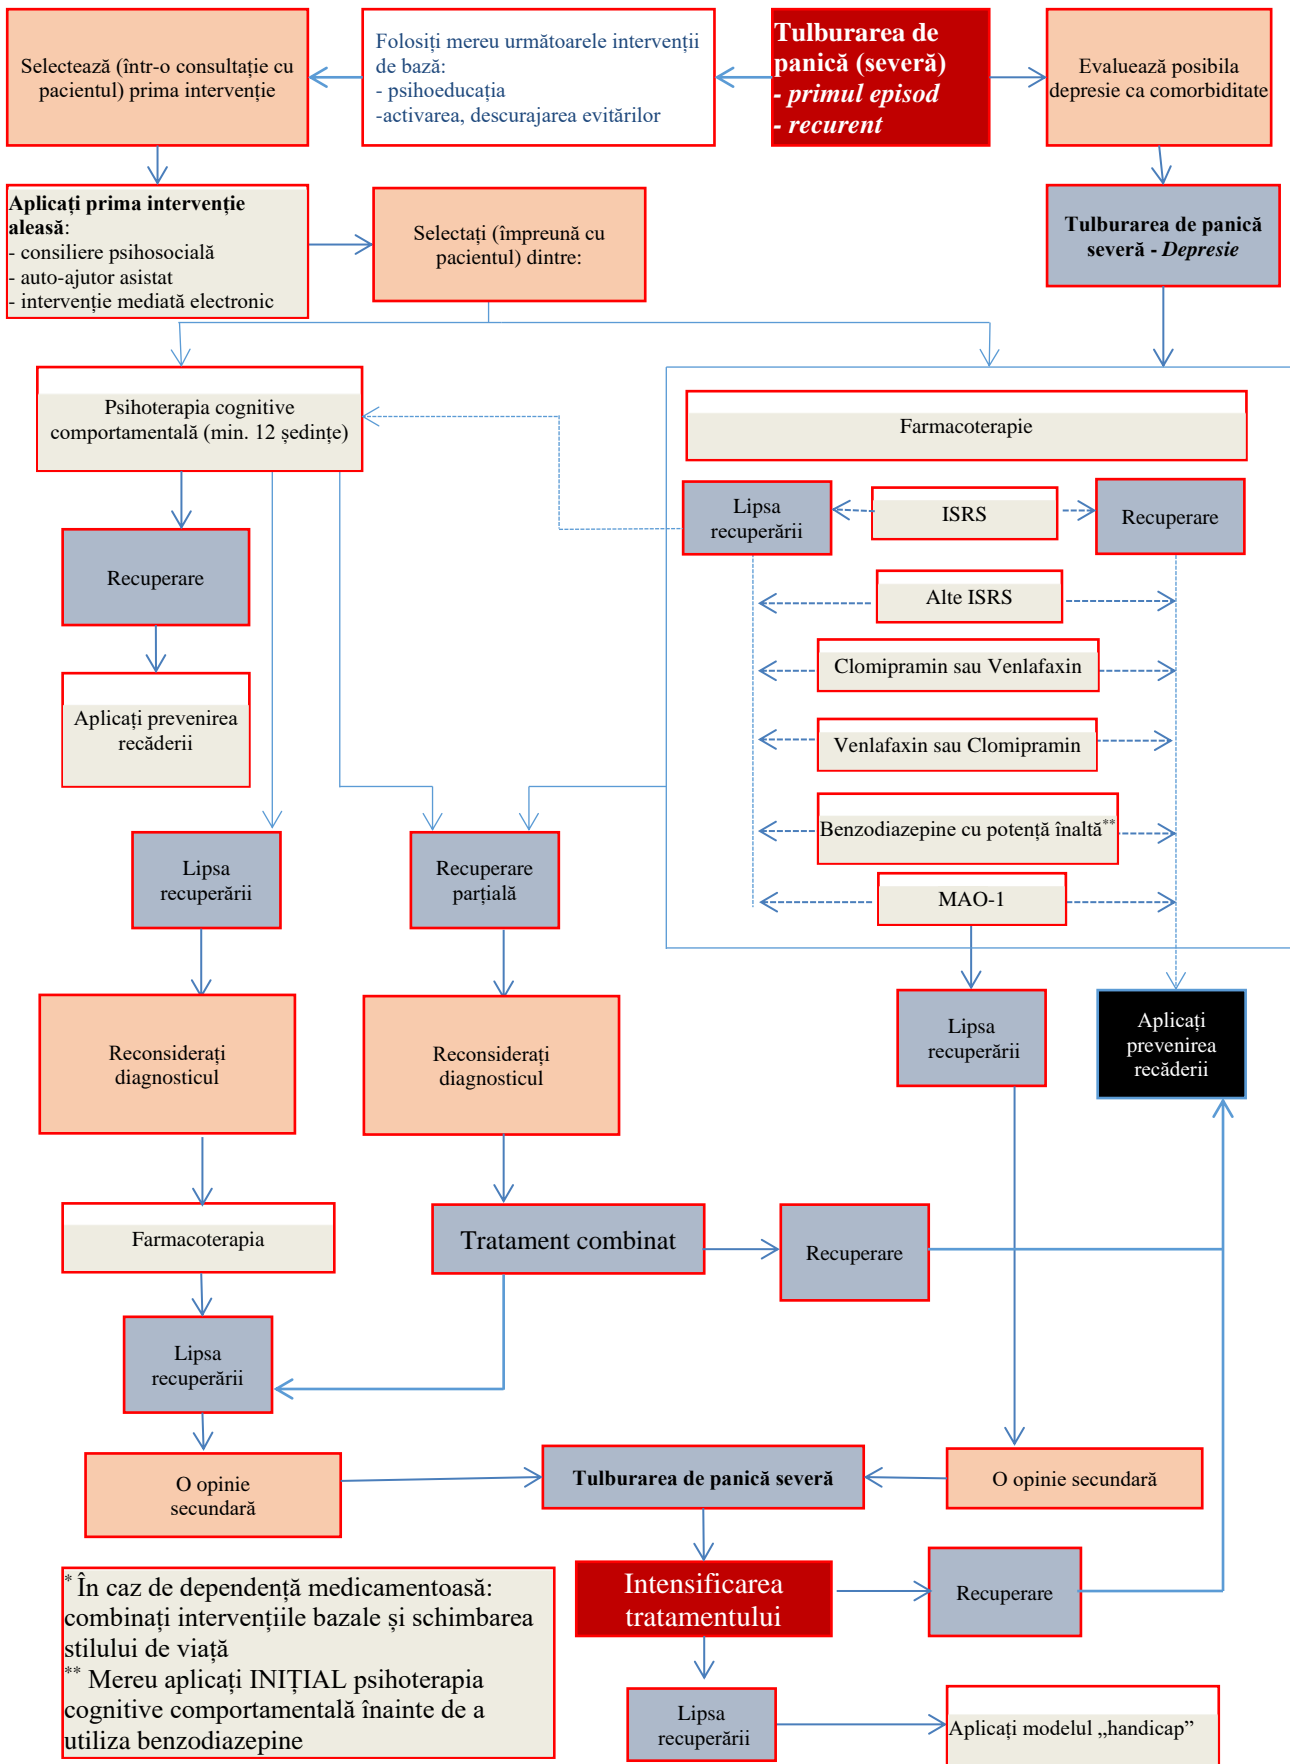 Selectează (într-o consultație cu
pacientul) prima intervenție
Folosiți mereu următoarele intervenții
de bază:
- psihoeducația
-activarea, descurajarea evitărilor
Tulburarea de
panică (severă)
- primul episod
- recurent
Evaluează posibila
depresie ca comorbiditate
Aplicați prima intervenție
aleasă:
- consiliere psihosocială
- auto-ajutor asistat
- intervenție mediată electronic
Selectați (împreună cu
pacientul) dintre:
Tulburarea de panică
severă - Depresie
Psihoterapia cognitive
comportamentală (min. 12 ședințe)
Farmacoterapie
Lipsa
recuperării
ISRS
Recuperare
Recuperare
Alte ISRS
Clomipramin sau Venlafaxin
Aplicați prevenirea
recăderii
Venlafaxin sau Clomipramin
Benzodiazepine cu potență înaltă**
Lipsa
recuperării
Recuperare
parțială
MAO-1
Reconsiderați
diagnosticul
Reconsiderați
diagnosticul
Lipsa
recuperării
Aplicați
prevenirea
recăderii
Farmacoterapia
Tratament combinat
Recuperare
Lipsa
recuperării
O opinie
secundară
Tulburarea de panică severă
O opinie secundară
* În caz de dependență medicamentoasă:
combinați intervențiile bazale și schimbarea
stilului de viață
** Mereu aplicați INIȚIAL psihoterapia
cognitive comportamentală înainte de a
utiliza benzodiazepine
Intensificarea
tratamentului
Recuperare
Lipsa
recuperării
Aplicați modelul „handicap”